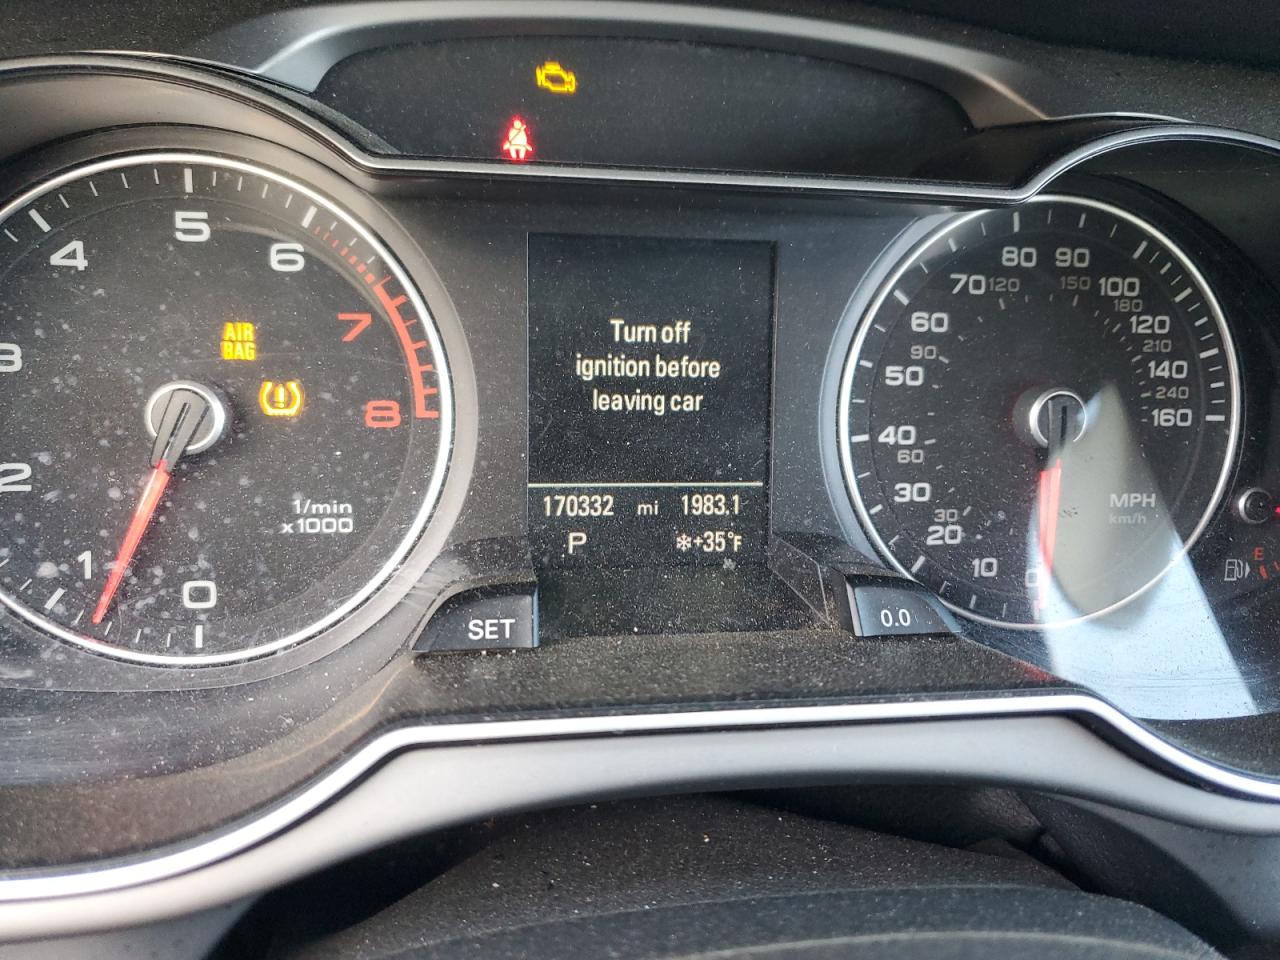 AIR
BAG
0
1
2
3
4
5
6
7
8
1/min
x1000
Turn off
ignition before
leaving car
170332 mi 1983.1
P ❄+35°F
SET
0.0
0
10
20
30
40
50
60
70
80
90
100
120
140
160
30
60
90
120
150
180
210
240
MPH
km/h
E